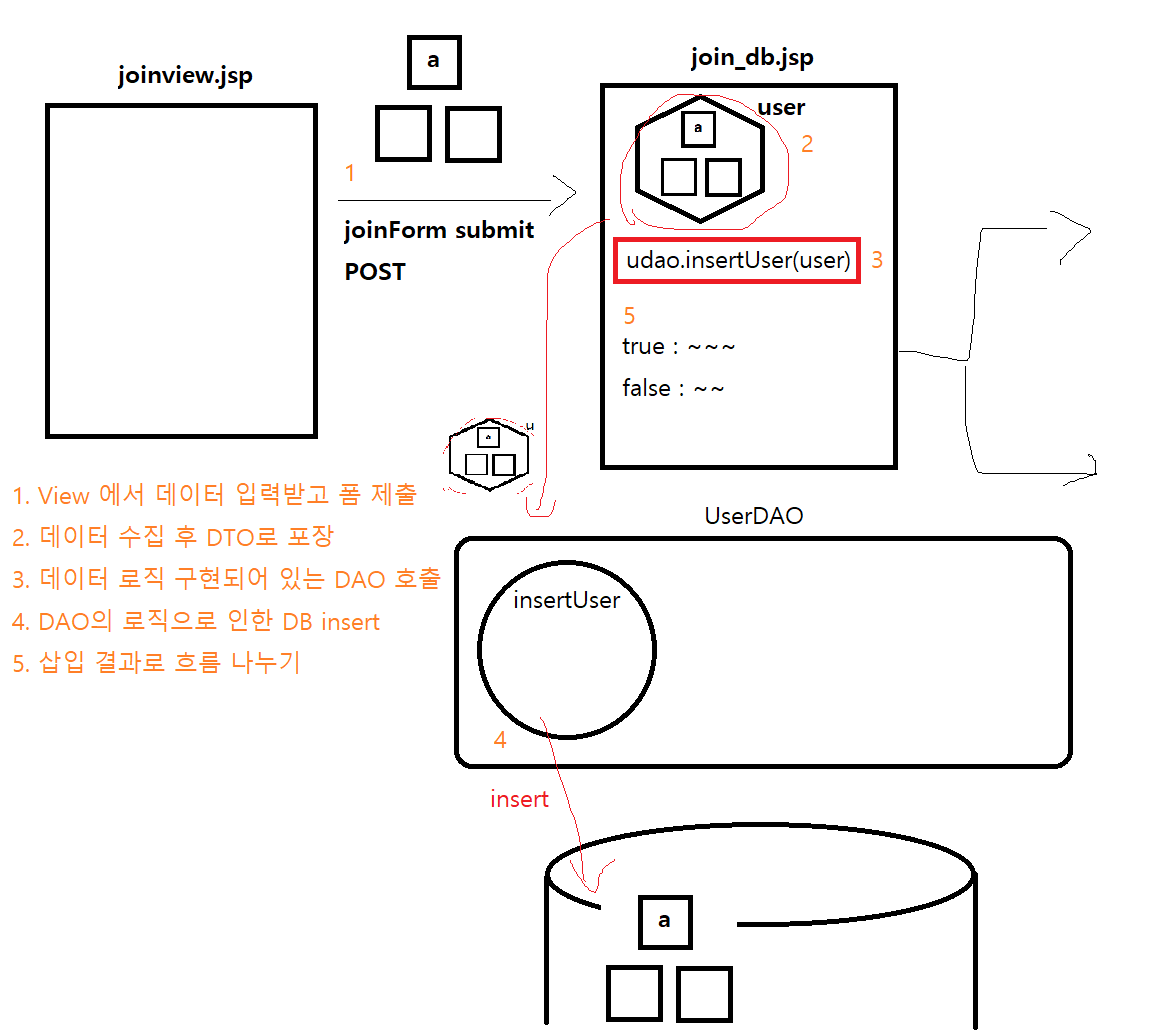 joinview.jsp
a
1
joinForm submit
POST
join_db.jsp
user
a
2
udao.insertUser(user)
3
5
true : ~~~
false : ~~
u
a
1. View 에서 데이터 입력받고 폼 제출
2. 데이터 수집 후 DTO로 포장
3. 데이터 로직 구현되어 있는 DAO 호출
4. DAO의 로직으로 인한 DB insert
5. 삽입 결과로 흐름 나누기
UserDAO
insertUser
4
insert
a